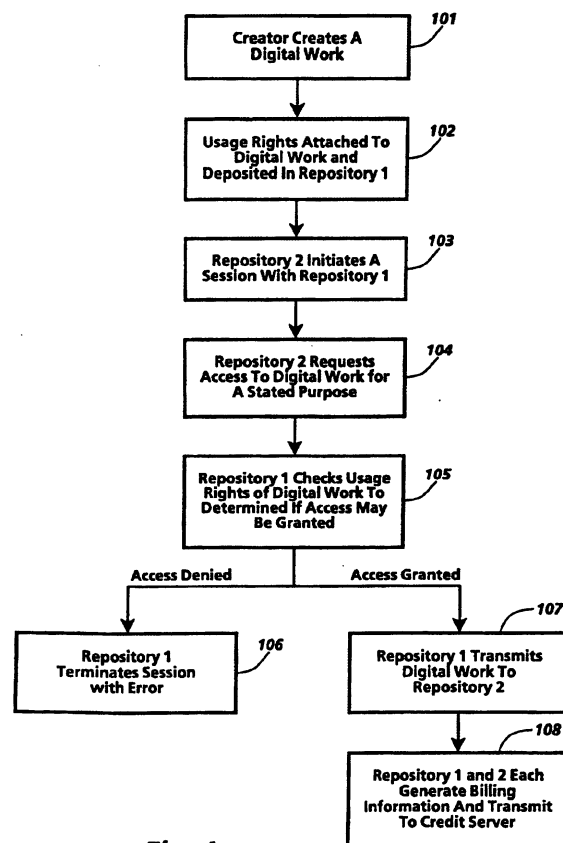 101
Creator Creates A
Digital Work
102
Usage Rights Attached To
Digital Work and
Deposited In Repository 1
103
Repository 2 Initiates A
Session With Repository 1
104
Repository 2 Requests
Access To Digital Work for
A Stated Purpose
105
Repository 1 Checks Usage
Rights of Digital Work To
Determined If Access May
Be Granted
Access Denied
Access Granted
106
Repository 1
Terminates Session
with Error
107
Repository 1 Transmits
Digital Work To
Repository 2
108
Repository 1 and 2 Each
Generate Billing
Information And Transmit
To Credit Server